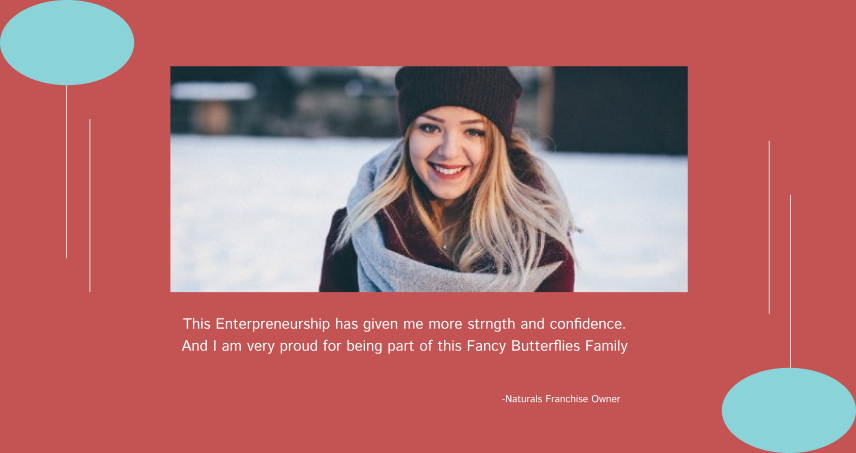 This Enterpreneurship has given me more strngth and confidence.
And I am very proud for being part of this Fancy Butterflies Family
-Naturals Franchise Owner